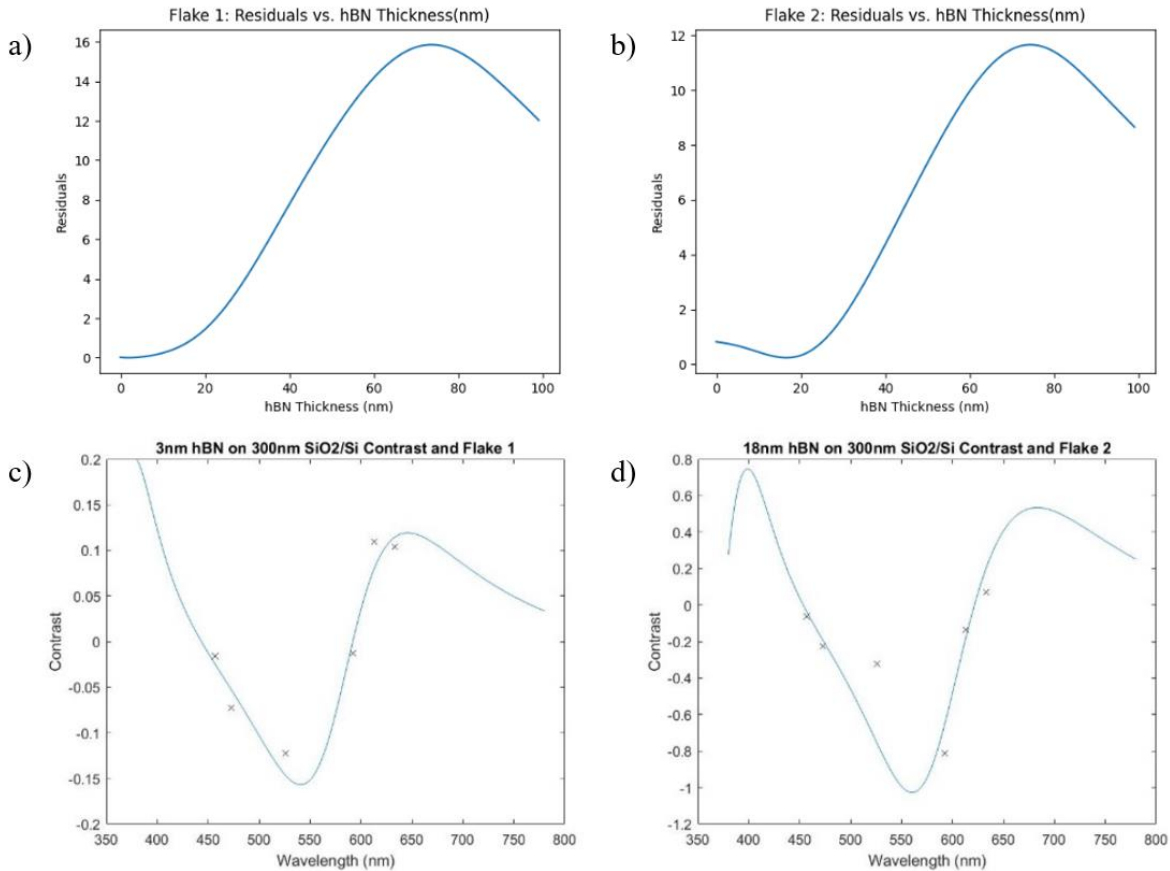 a)
Flake 1: Residuals vs. hBN Thickness(nm)
16
14
12
10
8
6
4
2
0
Residuals
0 20 40 60 80 100
hBN Thickness (nm)
b)
Flake 2: Residuals vs. hBN Thickness(nm)
12
10
8
6
4
2
0
Residuals
0 20 40 60 80 100
hBN Thickness (nm)
c)
3nm hBN on 300nm SiO2/Si Contrast and Flake 1
0.2
0.15
0.1
0.05
0
-0.05
-0.1
-0.15
-0.2
Contrast
350 400 450 500 550 600 650 700 750 800
Wavelength (nm)
d)
18nm hBN on 300nm SiO2/Si Contrast and Flake 2
0.8
0.6
0.4
0.2
0
-0.2
-0.4
-0.6
-0.8
-1
-1.2
Contrast
350 400 450 500 550 600 650 700 750 800
Wavelength (nm)